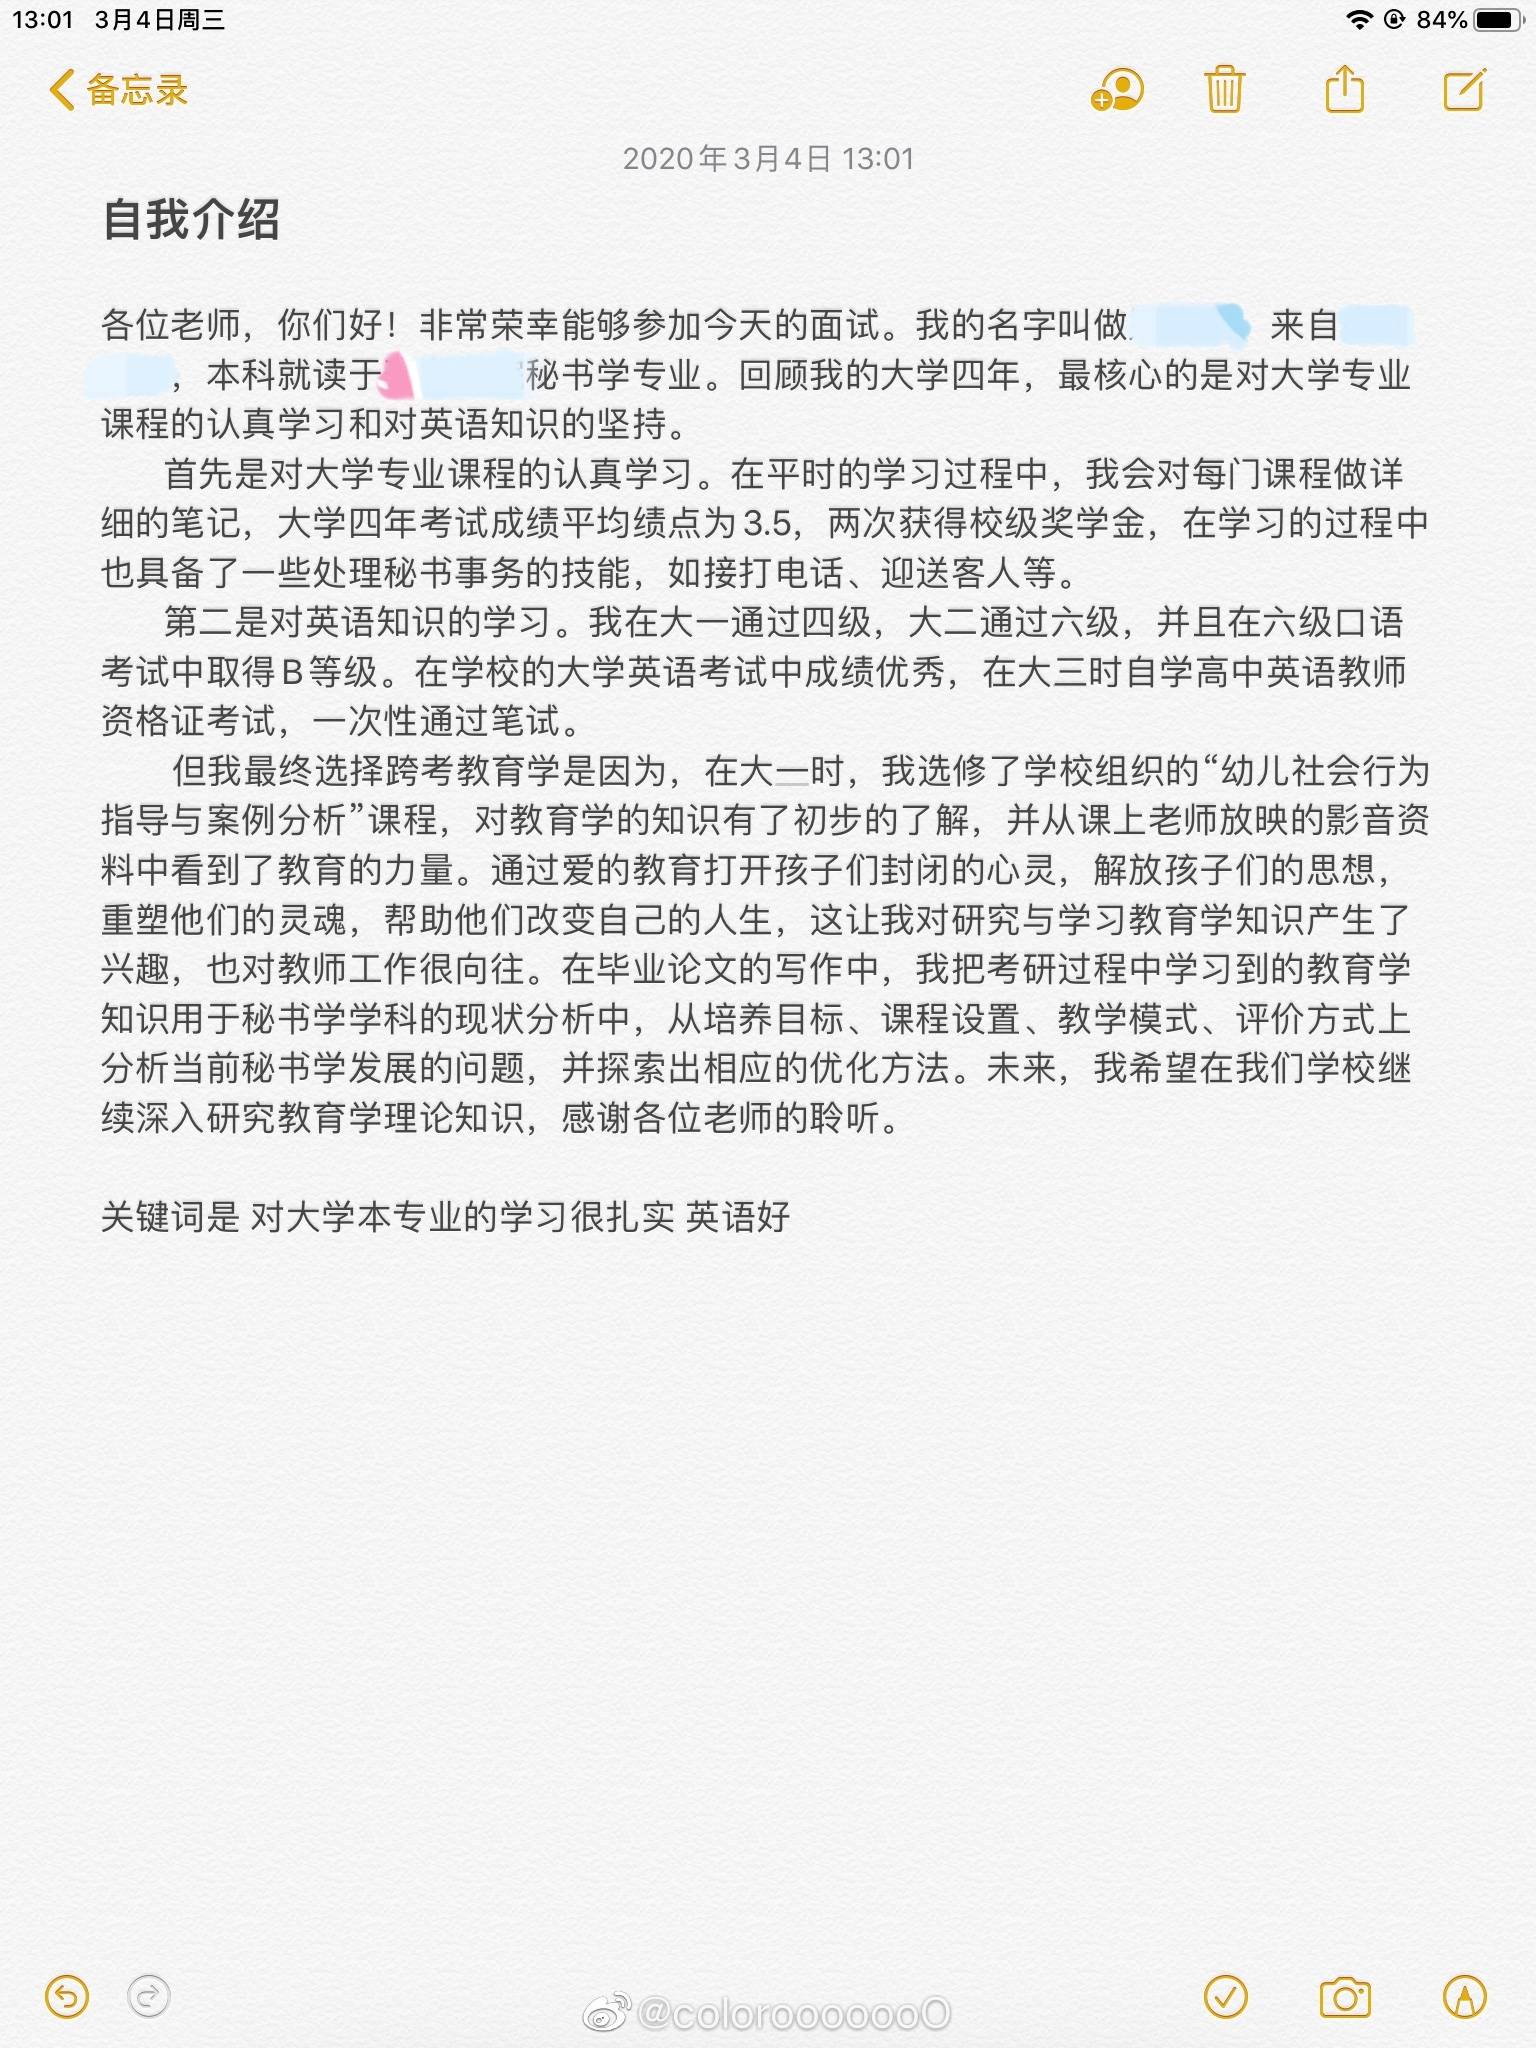 13:01 3月4日周三
84%
备忘录
2020年3月4日 13:01
自我介绍
各位老师，你们好！非常荣幸能够参加今天的面试。我的名字叫做 来自
，本科就读于 秘书学专业。回顾我的大学四年，最核心的是对大学专业
课程的认真学习和对英语知识的坚持。
首先是对大学专业课程的认真学习。在平时的学习过程中，我会对每门课程做详
细的笔记，大学四年考试成绩平均绩点为3.5，两次获得校级奖学金，在学习的过程中
也具备了一些处理秘书事务的技能，如接打电话、迎送客人等。
第二是对英语知识的学习。我在大一通过四级，大二通过六级，并且在六级口语
考试中取得B等级。在学校的大学英语考试中成绩优秀，在大三时自学高中英语教师
资格证考试，一次性通过笔试。
但我最终选择跨考教育学是因为，在大一时，我选修了学校组织的“幼儿社会行为
指导与案例分析”课程，对教育学的知识有了初步的了解，并从课上老师放映的影音资
料中看到了教育的力量。通过爱的教育打开孩子们封闭的心灵，解放孩子们的思想，
重塑他们的灵魂，帮助他们改变自己的人生，这让我对研究与学习教育学知识产生了
兴趣，也对教师工作很向往。在毕业论文的写作中，我把考研过程中学习到的教育学
知识用于秘书学学科的现状分析中，从培养目标、课程设置、教学模式、评价方式上
分析当前秘书学发展的问题，并探索出相应的优化方法。未来，我希望在我们学校继
续深入研究教育学理论知识，感谢各位老师的聆听。
关键词是 对大学本专业的学习很扎实 英语好
@colorooooooO